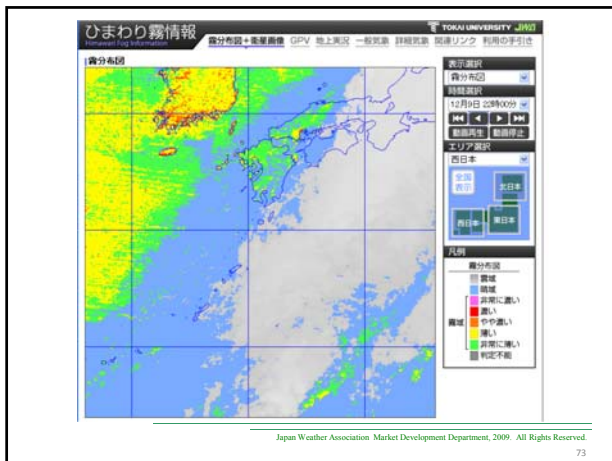 ひまわり霧情報
Himawari Fog Information
TOKAI UNIVERSITY JWA
霧分布図+衛星画像 GPV 地上実況 一般気象 詳細気象 関連リンク 利用の手引き
霧分布図
表示選択
霧分布図
時間選択
12月9日 22時00分
動画再生 動画停止
エリア選択
西日本
全国
表示
北日本
西日本
東日本
凡例
霧分布図
雲域
晴域
霧域
非常に濃い
濃い
やや濃い
薄い
非常に薄い
判定不能
Japan Weather Association Market Development Department, 2009. All Rights Reserved.
73